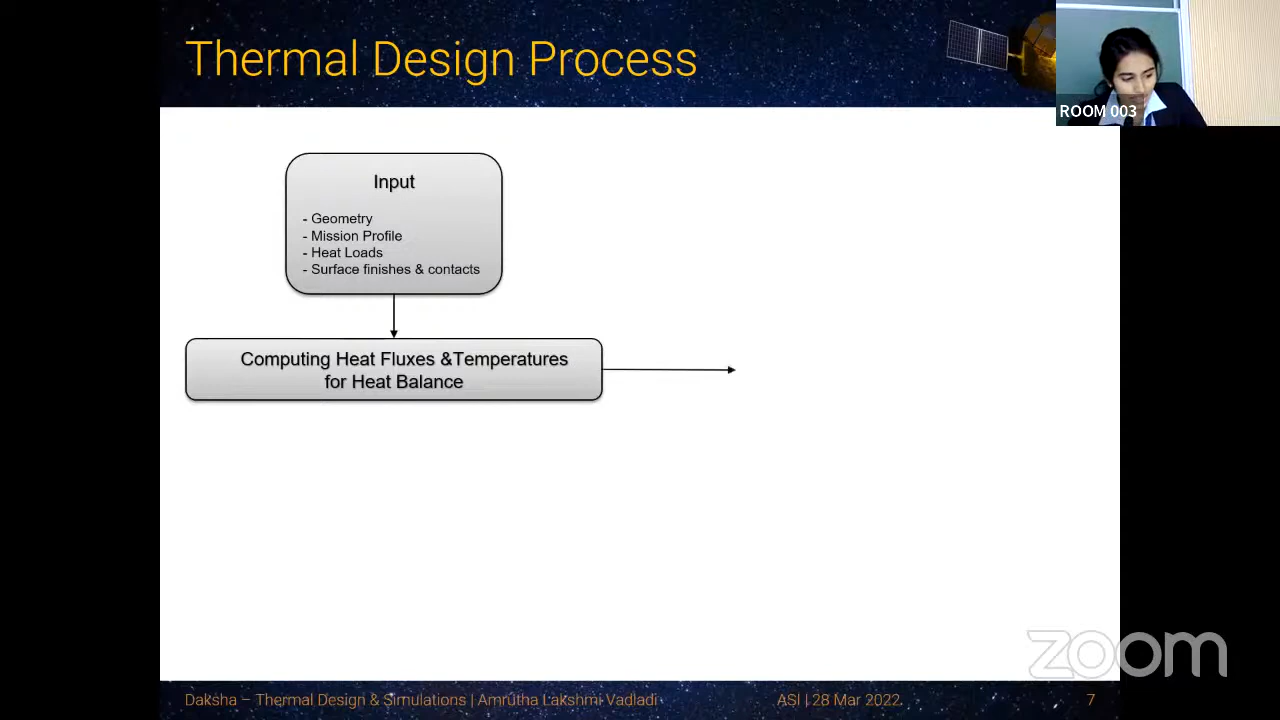 Thermal Design Process
ROOM 003
Input
- Geometry
- Mission Profile
- Heat Loads
- Surface finishes & contacts
Computing Heat Fluxes &Temperatures
for Heat Balance
zoom
Daksha – Thermal Design & Simulations | Amrutha Lakshmi Vadladi
ASI | 28 Mar 2022
7